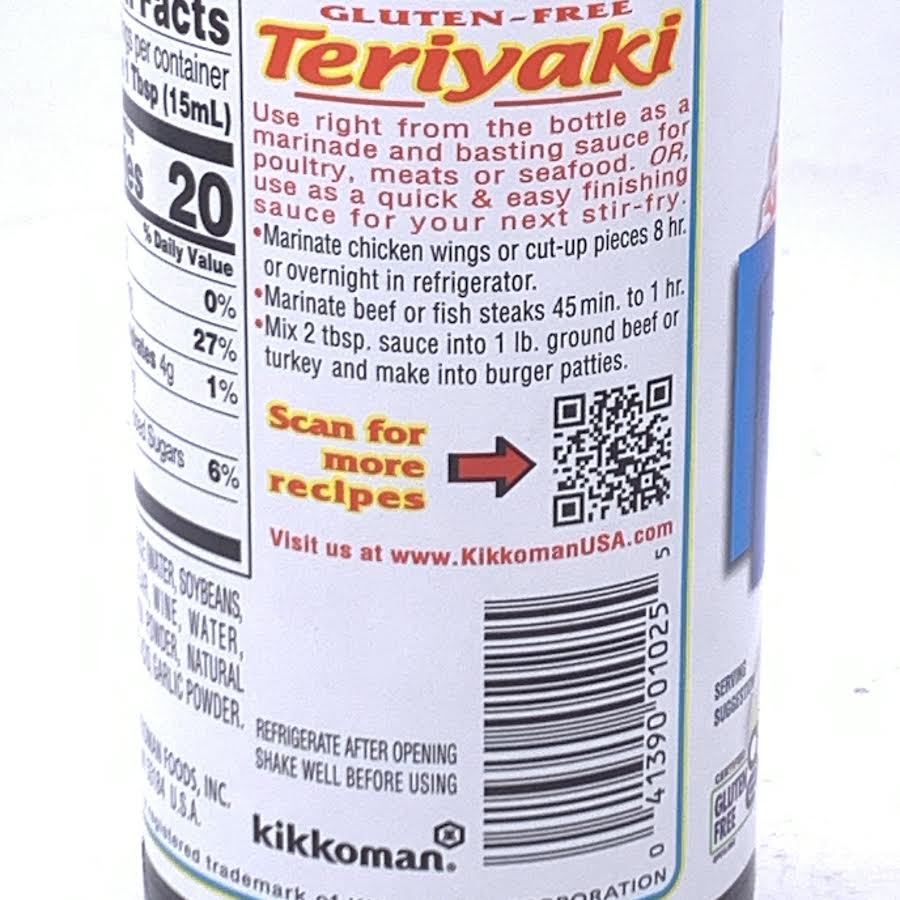 Facts
per container
1 Tbsp (15mL)
20
% Daily Value
0%
27%
4g 1%
Sugars 6%
WATER, SOYBEANS,
WINE, WATER,
POWDER, NATURAL
GARLIC POWDER.
FOODS, INC.
U.S.A.
GLUTEN-FREE
Teriyaki
Use right from the bottle as a
marinade and basting sauce for
poultry, meats or seafood. OR,
use as a quick & easy finishing
sauce for your next stir-fry.
•Marinate chicken wings or cut-up pieces 8 hr.
or overnight in refrigerator.
•Marinate beef or fish steaks 45 min. to 1 hr.
•Mix 2 tbsp. sauce into 1 lb. ground beef or
turkey and make into burger patties.
Scan for
more
recipes
Visit us at www.KikkomanUSA.com
0 41390 01025 5
REFRIGERATE AFTER OPENING
SHAKE WELL BEFORE USING
kikkoman®
registered trademark of
CORPORATION
SERVING
SUGGESTION
CERTIFIED
GLUTEN
FREE